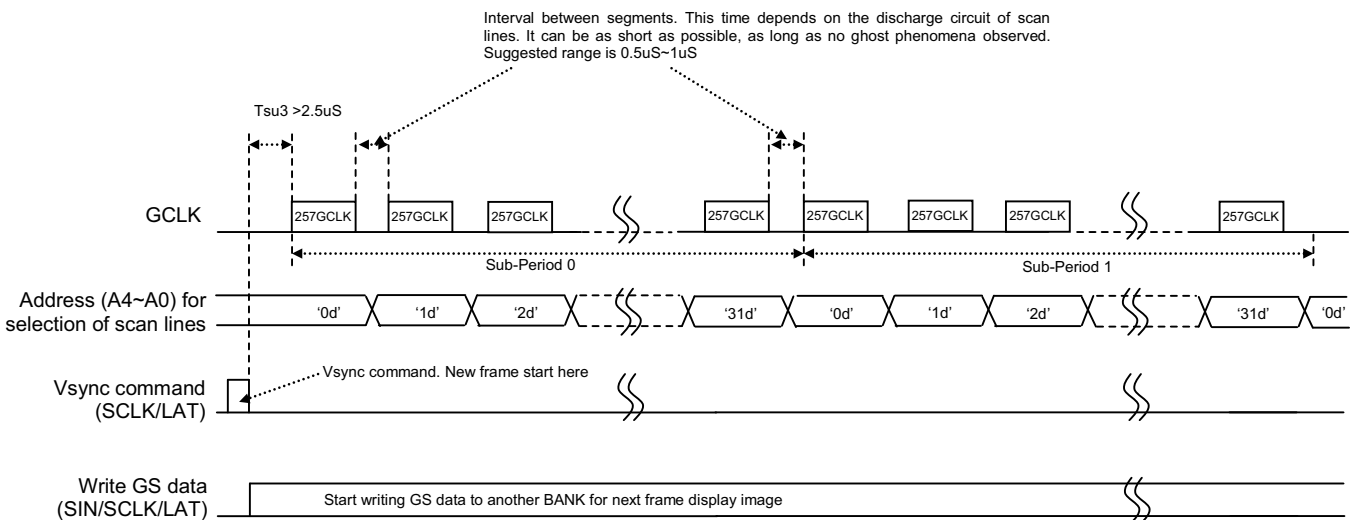 Interval between segments. This time depends on the discharge circuit of scan
lines. It can be as short as possible, as long as no ghost phenomena observed.
Suggested range is 0.5uS~1uS
Tsu3 >2.5uS
GCLK
257GCLK 257GCLK 257GCLK 257GCLK 257GCLK 257GCLK 257GCLK 257GCLK
Sub-Period 0 Sub-Period 1
Address (A4~A0) for
selection of scan lines
‘0d’ ‘1d’ ‘2d’ ‘31d’ ‘0d’ ‘1d’ ‘2d’ ‘31d’ ‘0d’
Vsync command
(SCLK/LAT)
Vsync command. New frame start here
Write GS data
(SIN/SCLK/LAT)
Start writing GS data to another BANK for next frame display image